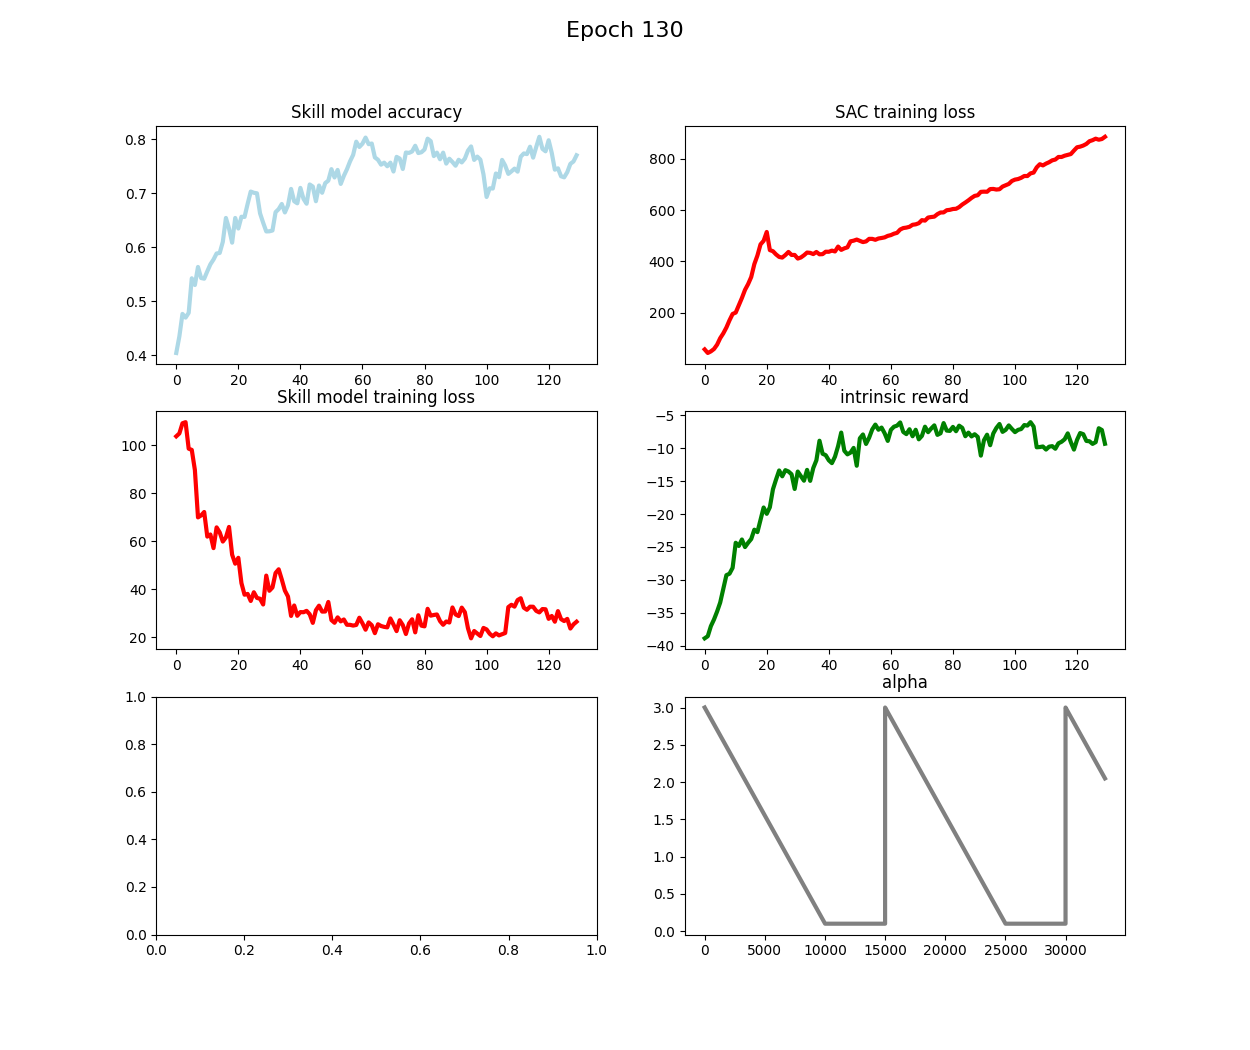 Epoch 130
Skill model accuracy
0.8
0.7
0.6
0.5
0.4
0 20 40 60 80 100 120
SAC training loss
800
600
400
200
0 20 40 60 80 100 120
Skill model training loss
100
80
60
40
20
0 20 40 60 80 100 120
intrinsic reward
−5
−10
−15
−20
−25
−30
−35
−40
0 20 40 60 80 100 120
1.0
0.8
0.6
0.4
0.2
0.0
0.0 0.2 0.4 0.6 0.8 1.0
alpha
3.0
2.5
2.0
1.5
1.0
0.5
0.0
0 5000 10000 15000 20000 25000 30000